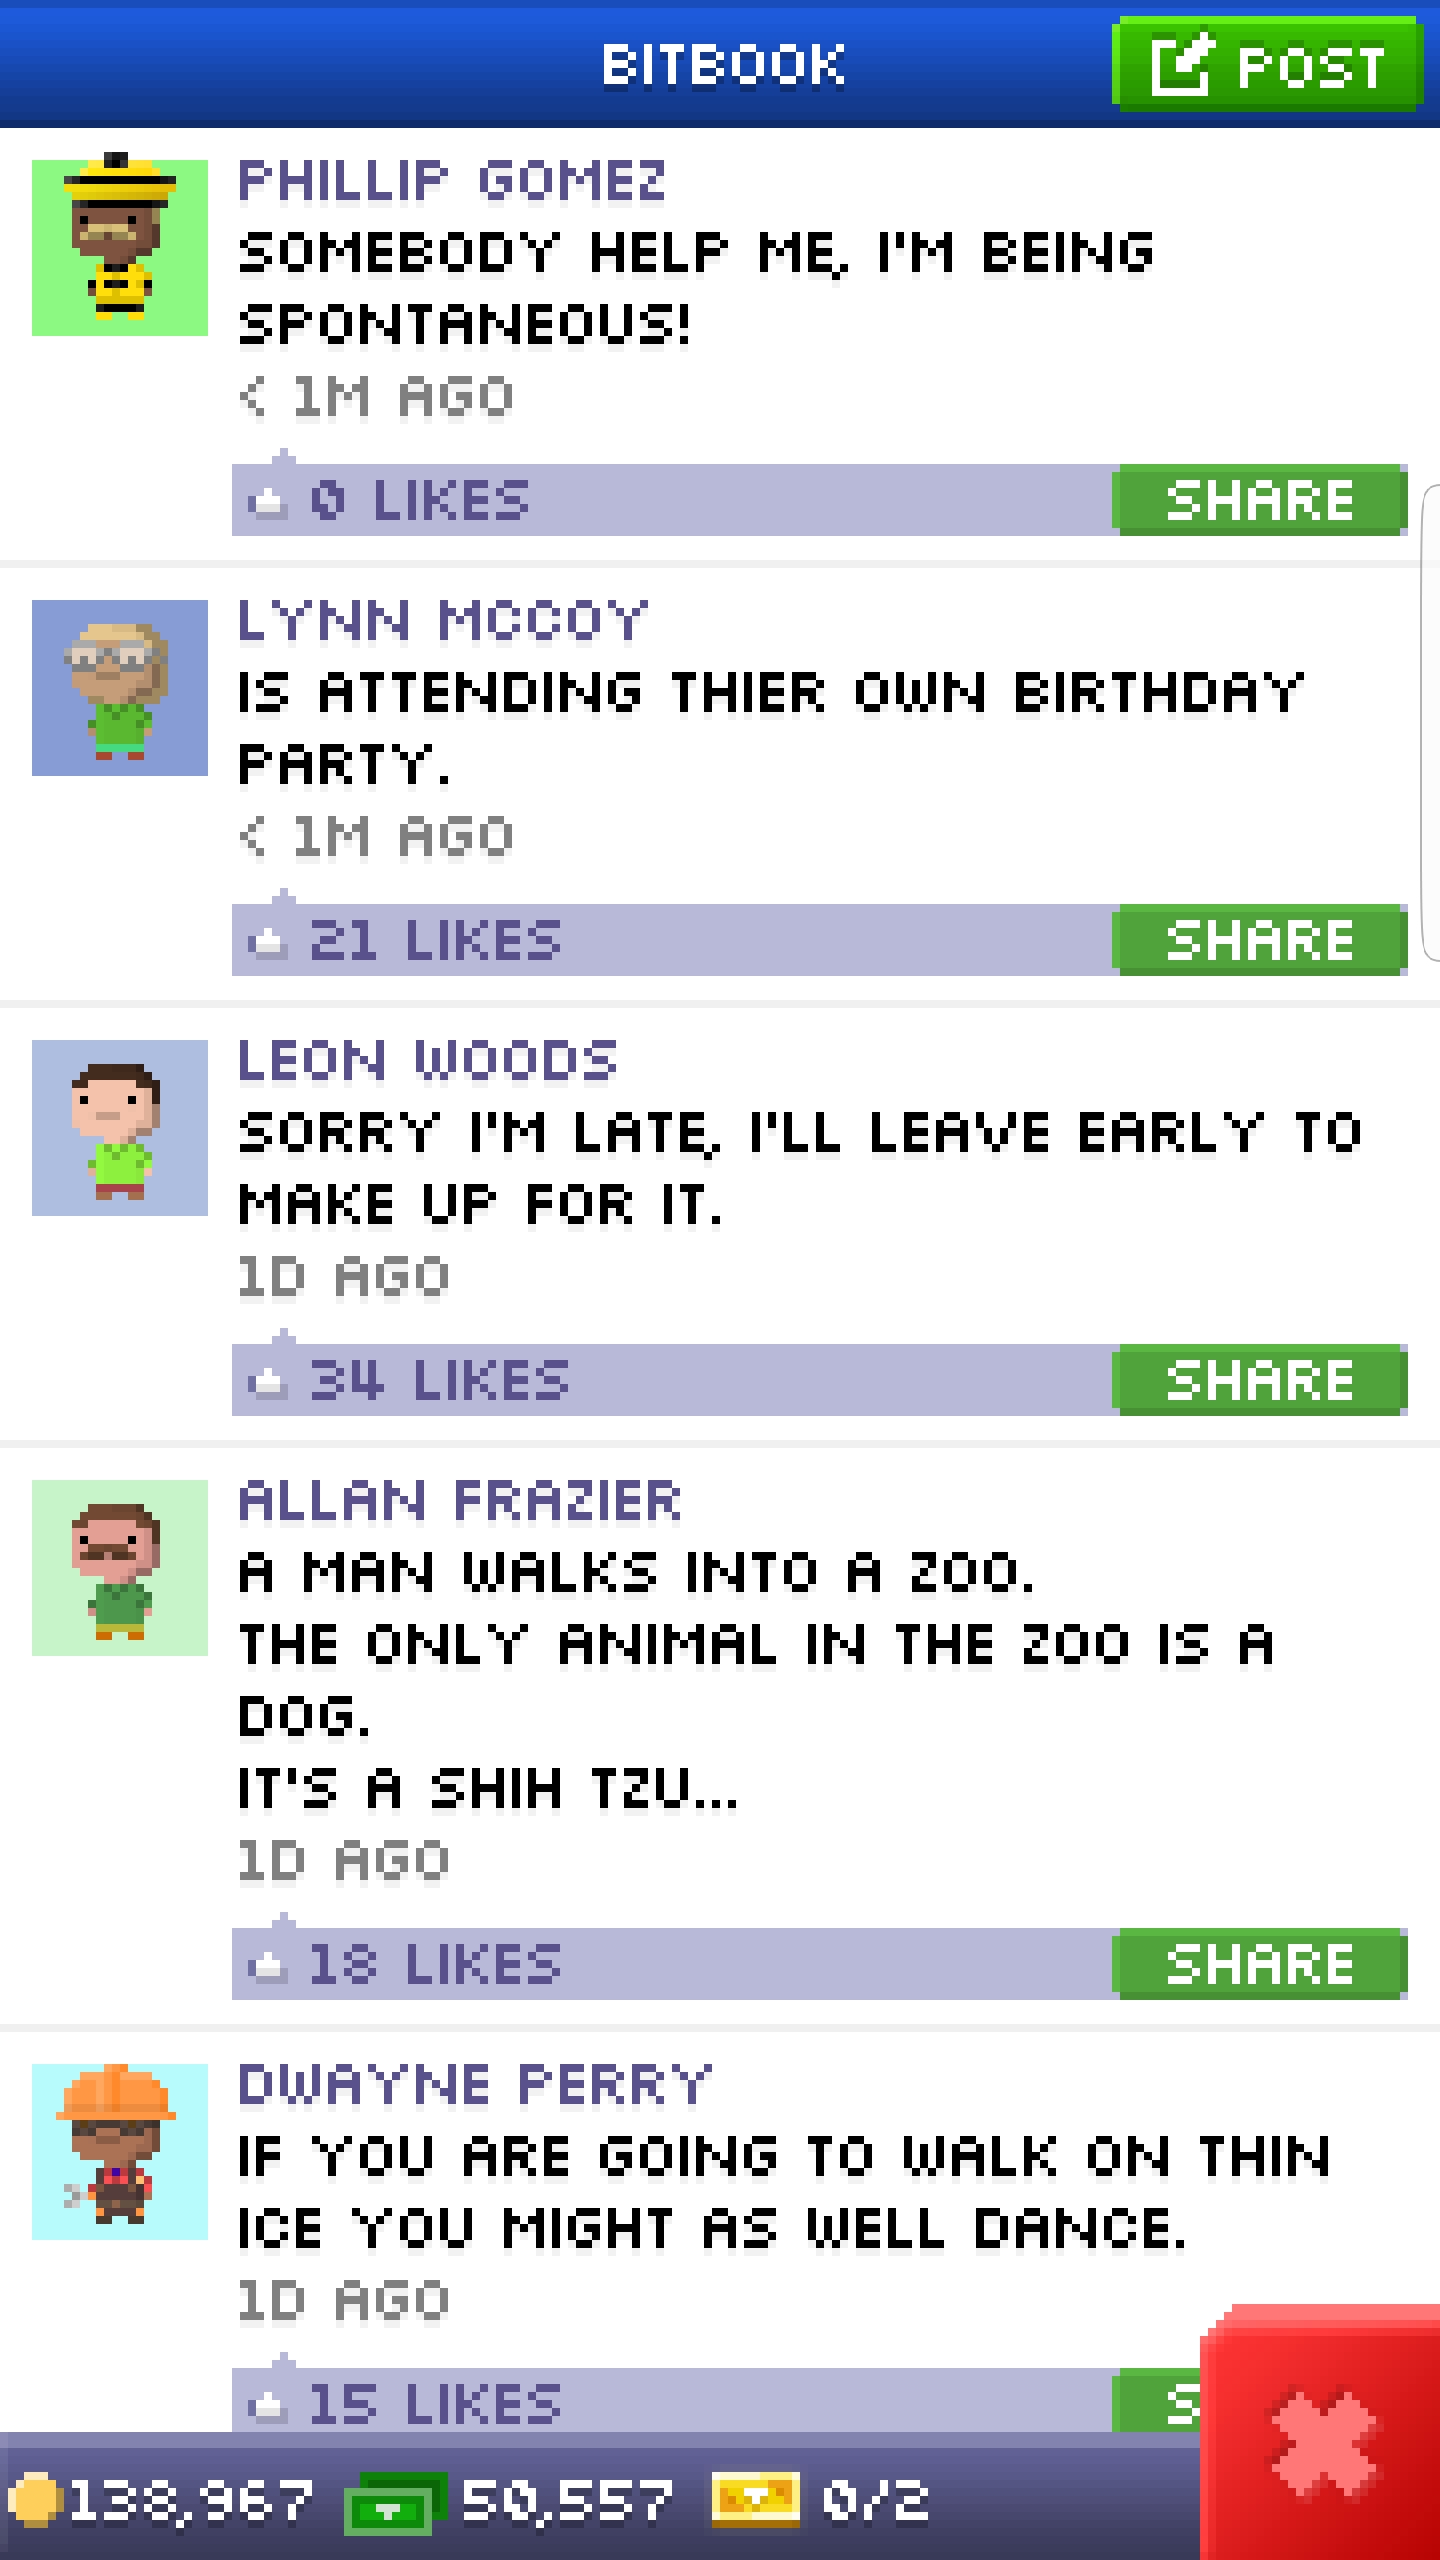 BITBOOK
POST
PHILLIP GOMEZ
SOMEBODY HELP ME, I'M BEING
SPONTANEOUS!
< 1M AGO
0 LIKES
SHARE
LYNN MCCOY
IS ATTENDING THIER OWN BIRTHDAY
PARTY.
< 1M AGO
21 LIKES
SHARE
LEON WOODS
SORRY I'M LATE, I'LL LEAVE EARLY TO
MAKE UP FOR IT.
1D AGO
34 LIKES
SHARE
ALLAN FRAZIER
A MAN WALKS INTO A ZOO.
THE ONLY ANIMAL IN THE ZOO IS A
DOG.
IT'S A SHIH TZU...
1D AGO
18 LIKES
SHARE
DWAYNE PERRY
IF YOU ARE GOING TO WALK ON THIN
ICE YOU MIGHT AS WELL DANCE.
1D AGO
15 LIKES
S
138,967
50,557
0/2